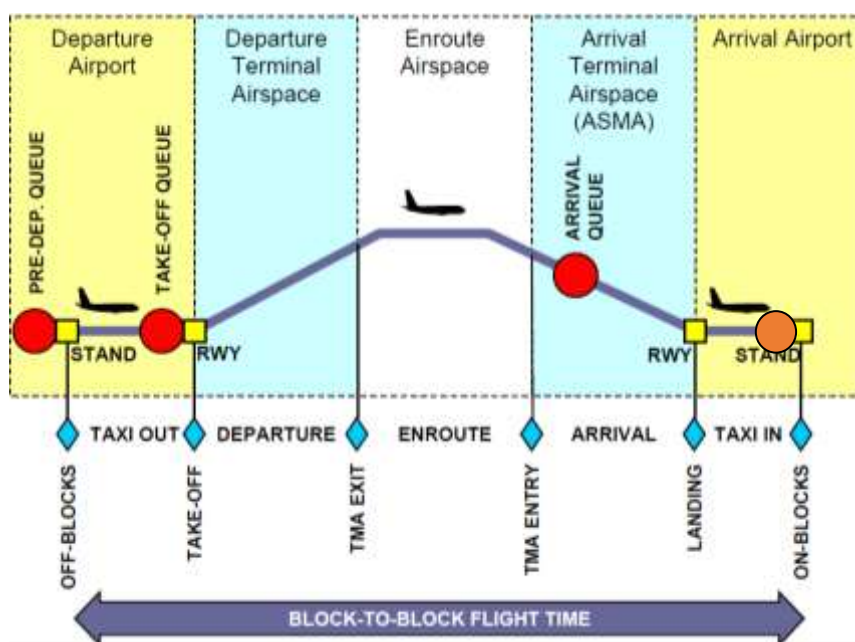 Departure
Airport
Departure
Terminal
Airspace
Enroute
Airspace
Arrival
Terminal
Airspace
(ASMA)
Arrival Airport
PRE-DEP. QUEUE
TAKE-OFF QUEUE
ARRIVAL
QUEUE
STAND
RWY
RWY
STAND
TAXI OUT
DEPARTURE
ENROUTE
ARRIVAL
TAXI IN
OFF-BLOCKS
TAKE-OFF
TMA EXIT
TMA ENTRY
LANDING
ON-BLOCKS
BLOCK-TO-BLOCK FLIGHT TIME